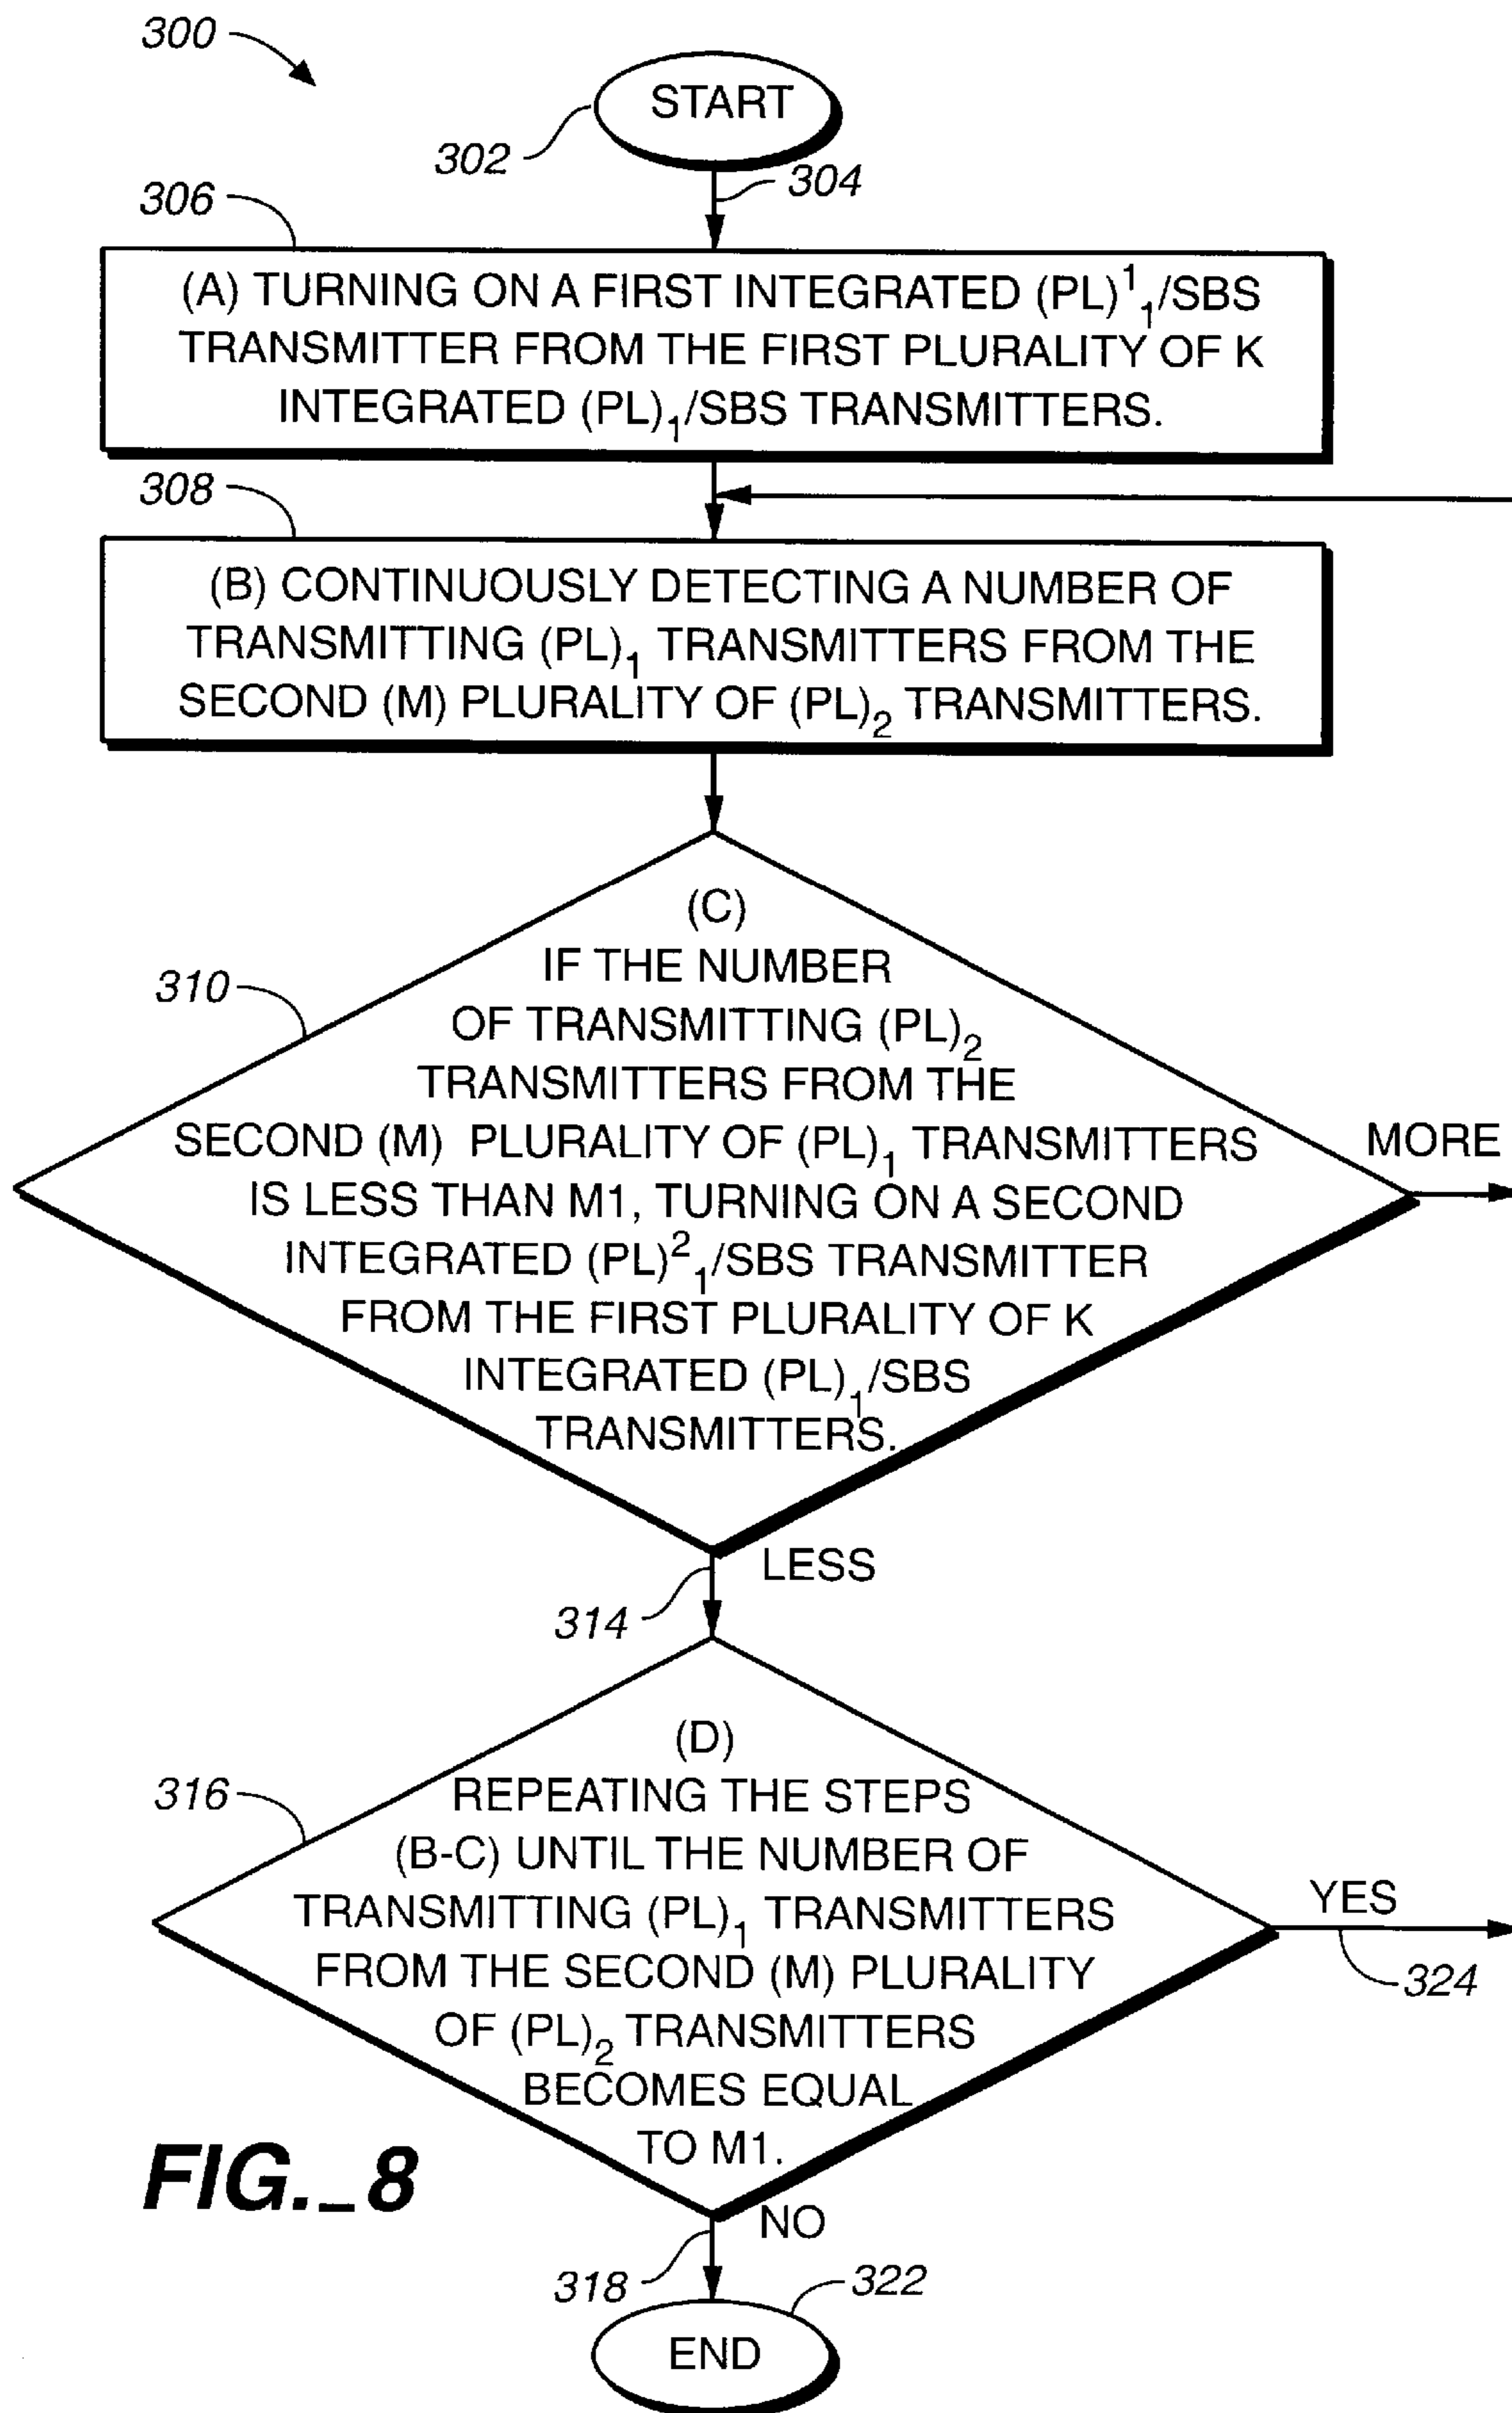 300
START
302
304
306
(A) TURNING ON A FIRST INTEGRATED (PL)¹₁/SBS
TRANSMITTER FROM THE FIRST PLURALITY OF K
INTEGRATED (PL)₁/SBS TRANSMITTERS.
308
(B) CONTINUOUSLY DETECTING A NUMBER OF
TRANSMITTING (PL)₁ TRANSMITTERS FROM THE
SECOND (M) PLURALITY OF (PL)₂ TRANSMITTERS.
310
(C)
IF THE NUMBER
OF TRANSMITTING (PL)₂
TRANSMITTERS FROM THE
SECOND (M) PLURALITY OF (PL)₁ TRANSMITTERS
IS LESS THAN M1, TURNING ON A SECOND
INTEGRATED (PL)²₁/SBS TRANSMITTER
FROM THE FIRST PLURALITY OF K
INTEGRATED (PL)₁/SBS
TRANSMITTERS.
MORE
LESS
314
316
(D)
REPEATING THE STEPS
(B-C) UNTIL THE NUMBER OF
TRANSMITTING (PL)₁ TRANSMITTERS
FROM THE SECOND (M) PLURALITY
OF (PL)₂ TRANSMITTERS
BECOMES EQUAL
TO M1.
YES
324
NO
318
322
END
FIG._8